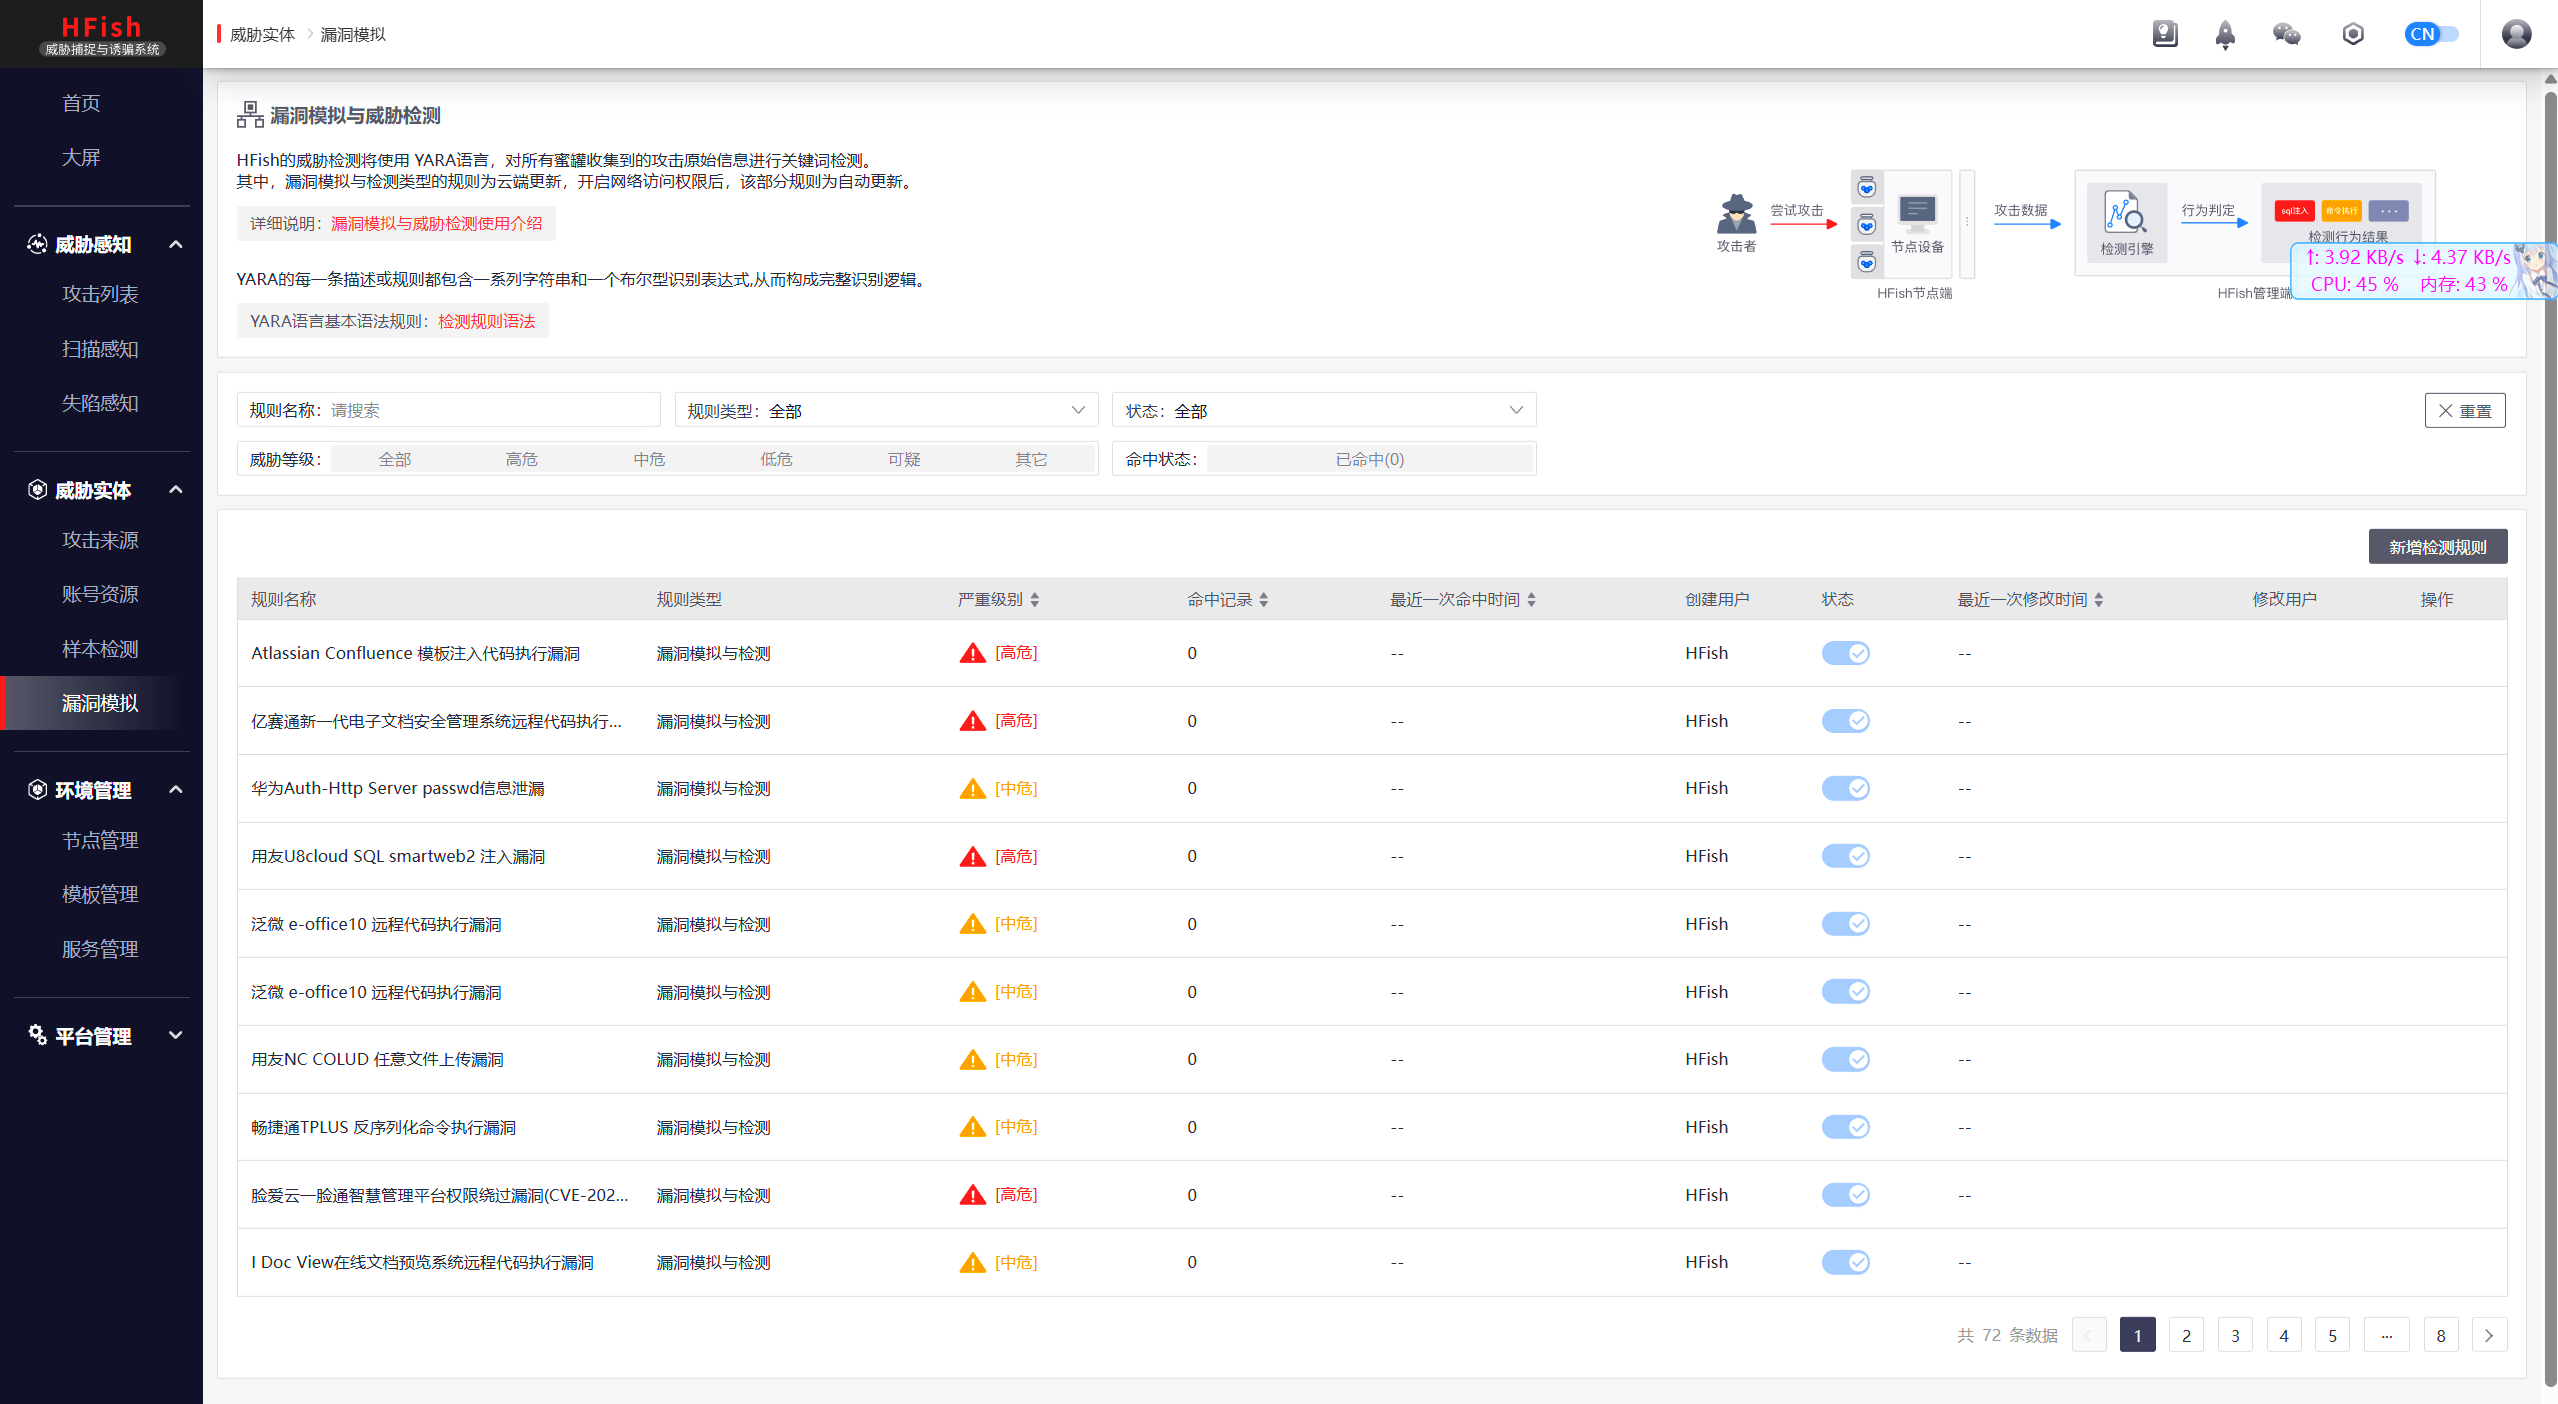 HFish
威胁捕捉与诱骗系统
威胁实体 > 漏洞模拟
CN
首页
大屏
威胁感知
攻击列表
扫描感知
失陷感知
威胁实体
攻击来源
账号资源
样本检测
漏洞模拟
环境管理
节点管理
模板管理
服务管理
平台管理
漏洞模拟与威胁检测
HFish的威胁检测将使用 YARA语言，对所有蜜罐收集到的攻击原始信息进行关键词检测。
其中，漏洞模拟与检测类型的规则为云端更新，开启网络访问权限后，该部分规则为自动更新。
详细说明：漏洞模拟与威胁检测使用介绍
YARA的每一条描述或规则都包含一系列字符串和一个布尔型识别表达式,从而构成完整识别逻辑。
YARA语言基本语法规则：检测规则语法
攻击者
尝试攻击
节点设备
HFish节点端
攻击数据
检测引擎
行为判定
sql注入 命令执行 ···
检测行为结果
HFish管理端
↑: 3.92 KB/s ↓: 4.37 KB/s
CPU: 45 % 内存: 43 %
规则名称：请搜索 规则类型：全部 状态：全部 重置
威胁等级： 全部 高危 中危 低危 可疑 其它 命中状态： 已命中(0)
新增检测规则
规则名称 规则类型 严重级别 命中记录 最近一次命中时间 创建用户 状态 最近一次修改时间 修改用户 操作
Atlassian Confluence 模板注入代码执行漏洞 漏洞模拟与检测 [高危] 0 -- HFish --
亿赛通新一代电子文档安全管理系统远程代码执行... 漏洞模拟与检测 [高危] 0 -- HFish --
华为Auth-Http Server passwd信息泄漏 漏洞模拟与检测 [中危] 0 -- HFish --
用友U8cloud SQL smartweb2 注入漏洞 漏洞模拟与检测 [高危] 0 -- HFish --
泛微 e-office10 远程代码执行漏洞 漏洞模拟与检测 [中危] 0 -- HFish --
泛微 e-office10 远程代码执行漏洞 漏洞模拟与检测 [中危] 0 -- HFish --
用友NC COLUD 任意文件上传漏洞 漏洞模拟与检测 [中危] 0 -- HFish --
畅捷通TPLUS 反序列化命令执行漏洞 漏洞模拟与检测 [中危] 0 -- HFish --
脸爱云一脸通智慧管理平台权限绕过漏洞(CVE-202... 漏洞模拟与检测 [高危] 0 -- HFish --
I Doc View在线文档预览系统远程代码执行漏洞 漏洞模拟与检测 [中危] 0 -- HFish --
共 72 条数据 < 1 2 3 4 5 ··· 8 >